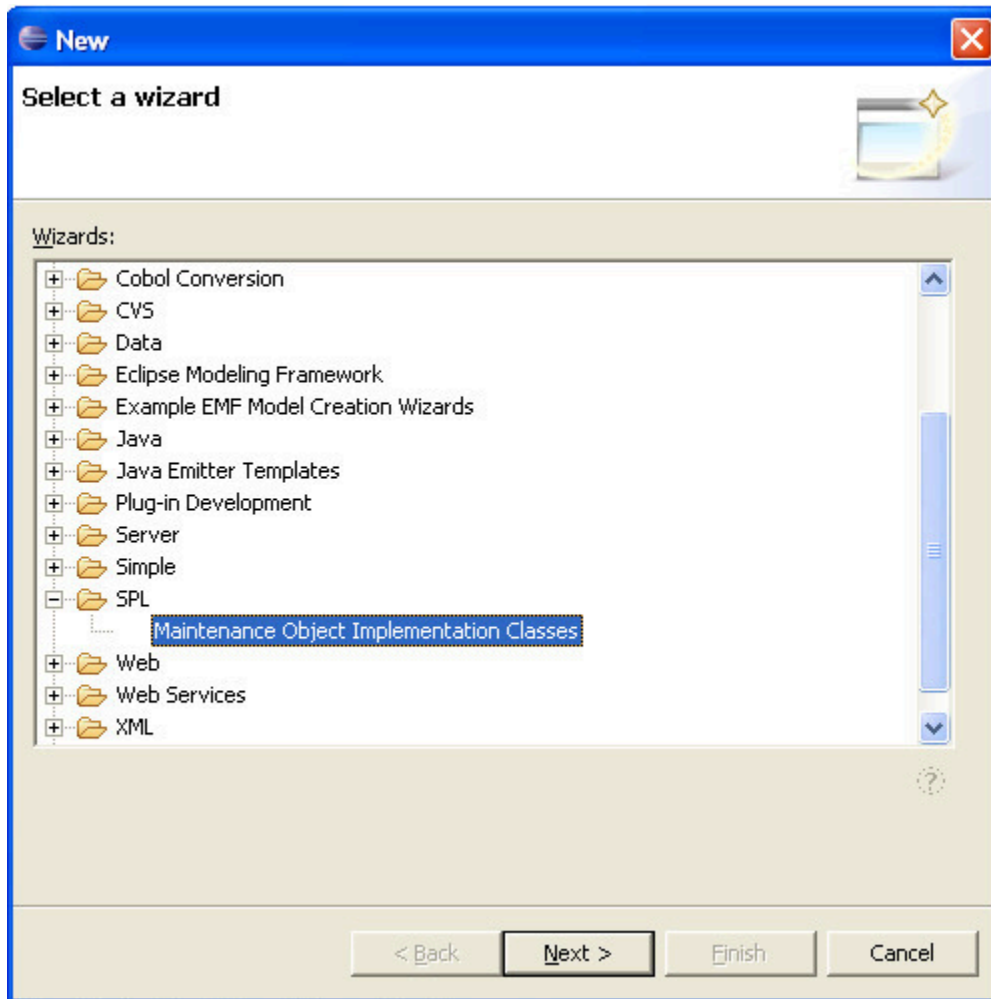 New
Select a wizard
Wizards:
Cobol Conversion
CVS
Data
Eclipse Modeling Framework
Example EMF Model Creation Wizards
Java
Java Emitter Templates
Plug-in Development
Server
Simple
SPL
Maintenance Object Implementation Classes
Web
Web Services
XML
< Back Next > Finish Cancel